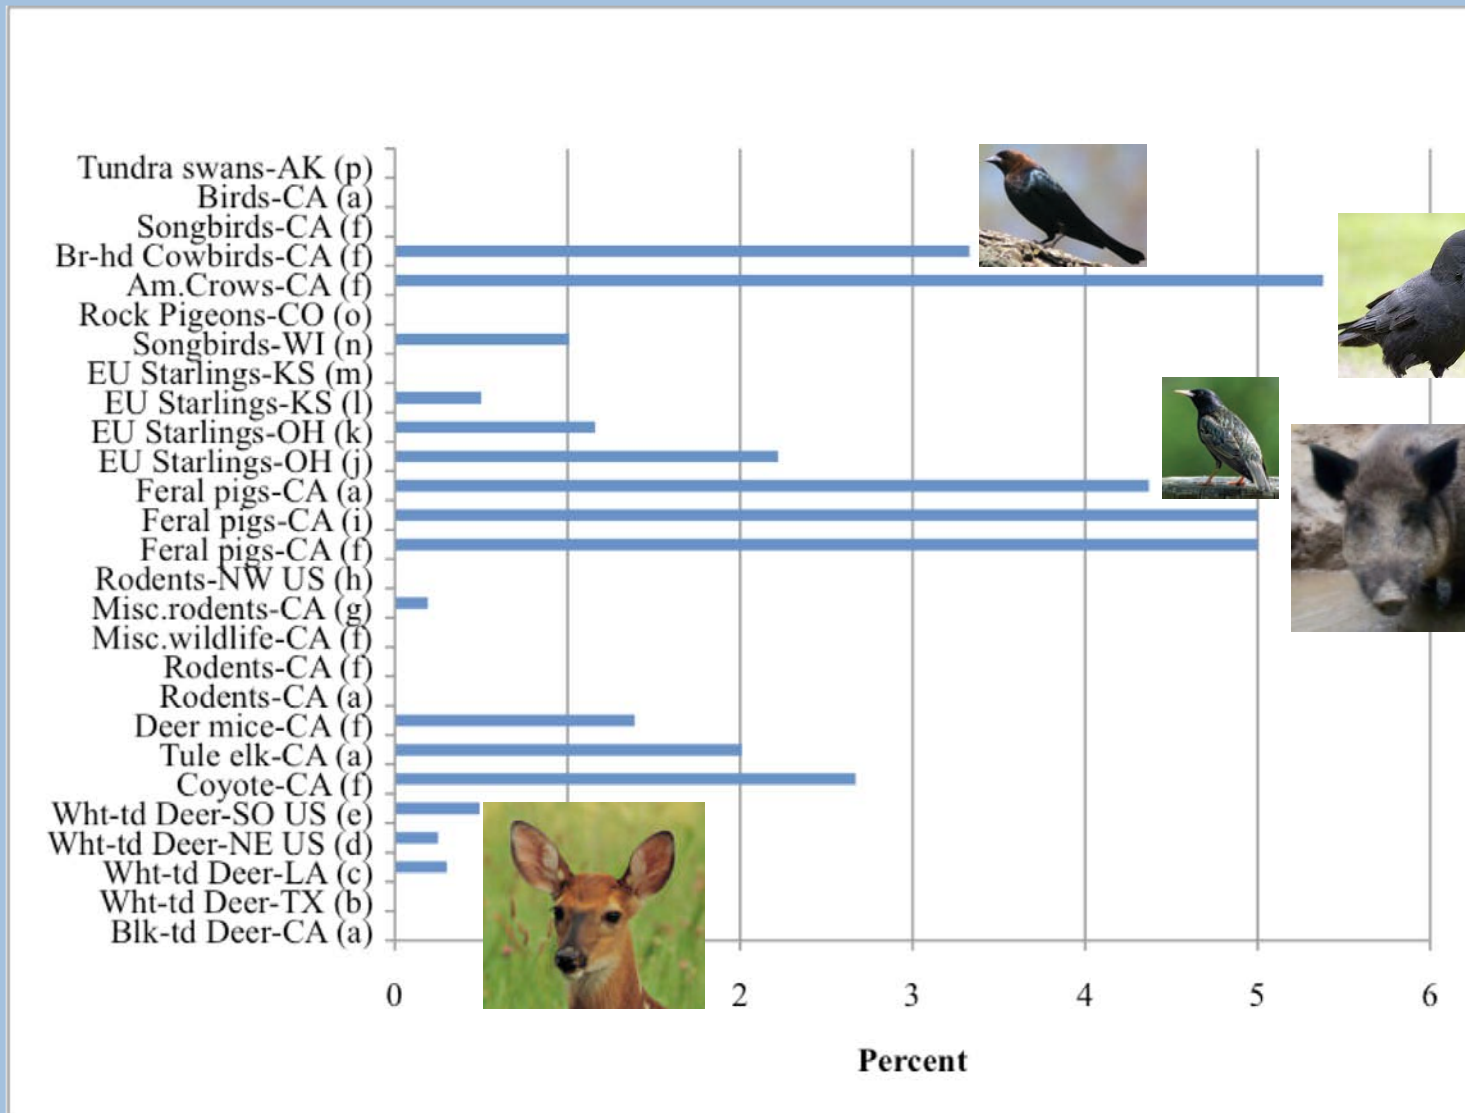 Tundra swans-AK (p)
Birds-CA (a)
Songbirds-CA (f)
Br-hd Cowbirds-CA (f)
Am.Crows-CA (f)
Rock Pigeons-CO (o)
Songbirds-WI (n)
EU Starlings-KS (m)
EU Starlings-KS (l)
EU Starlings-OH (k)
EU Starlings-OH (j)
Feral pigs-CA (a)
Feral pigs-CA (i)
Feral pigs-CA (f)
Rodents-NW US (h)
Misc.rodents-CA (g)
Misc.wildlife-CA (f)
Rodents-CA (f)
Rodents-CA (a)
Deer mice-CA (f)
Tule elk-CA (a)
Coyote-CA (f)
Wht-td Deer-SO US (e)
Wht-td Deer-NE US (d)
Wht-td Deer-LA (c)
Wht-td Deer-TX (b)
Blk-td Deer-CA (a)
0 2 3 4 5 6
Percent